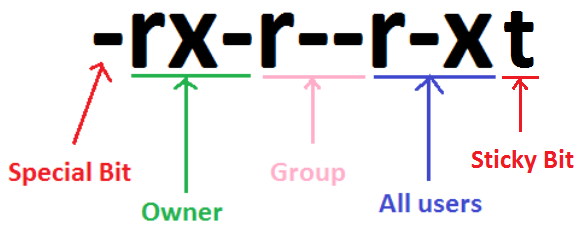 -rx-r--r-xt
Special Bit
Owner
Group
All users
Sticky Bit